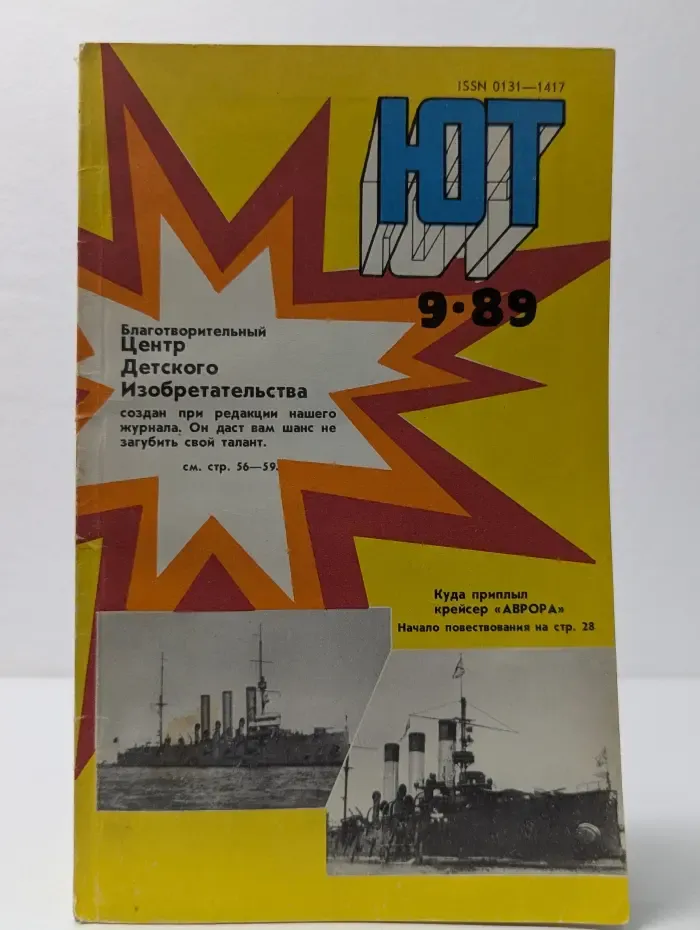 ISSN 0131—1417
ЮТ
9·89
Благотворительный
Центр
Детского
Изобретательства
создан при редакции нашего
журнала. Он даст вам шанс не
загубить свой талант.
см. стр. 56—59.
Куда приплыл
крейсер «АВРОРА»
Начало повествования на стр. 28